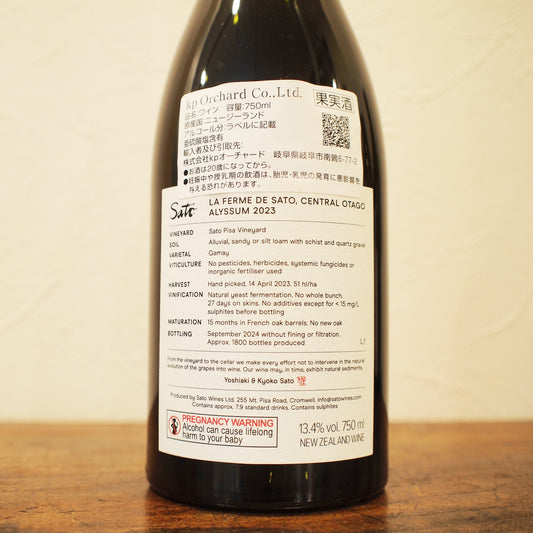 kp Orchard Co.,Ltd.
果実酒
品名:ワイン 容量:750ml
原産国:ニュージーランド
アルコール分:ラベルに記載
亜硫酸塩含有
輸入者及び引取先:
株式会社kpオーチャード 岐阜県岐阜市南鶉6-77-2
●お酒は20歳になってから。
●妊娠中や授乳期の飲酒は、胎児・乳児の発育に悪影響を
与える恐れがあります。
Sato
LA FERME DE SATO, CENTRAL OTAGO
ALYSSUM 2023
VINEYARD Sato Pisa Vineyard
SOIL Alluvial, sandy or silt loam with schist and quartz gravel
VARIETAL Gamay
VITICULTURE No pesticides, herbicides, systemic fungicides or
inorganic fertiliser used
HARVEST Hand picked, 14 April 2023. 51 hl/ha
VINIFICATION Natural yeast fermentation. No whole bunch.
27 days on skins. No additives except for < 15 mg/L
sulphites before bottling
MATURATION 15 months in French oak barrels. No new oak
BOTTLING September 2024 without fining or filtration.
Approx. 1800 bottles produced L1
From the vineyard to the cellar we make every effort not to intervene in the natural
evolution of the grapes into wine. Our wine may, in time, exhibit natural sediments.
Yoshiaki & Kyoko Sato
Produced by Sato Wines Ltd. 255 Mt. Pisa Road, Cromwell, info@satowines.com
Contains approx. 7.9 standard drinks. Contains sulphites
PREGNANCY WARNING
Alcohol can cause lifelong
harm to your baby
13.4% vol. 750 ml
NEW ZEALAND WINE